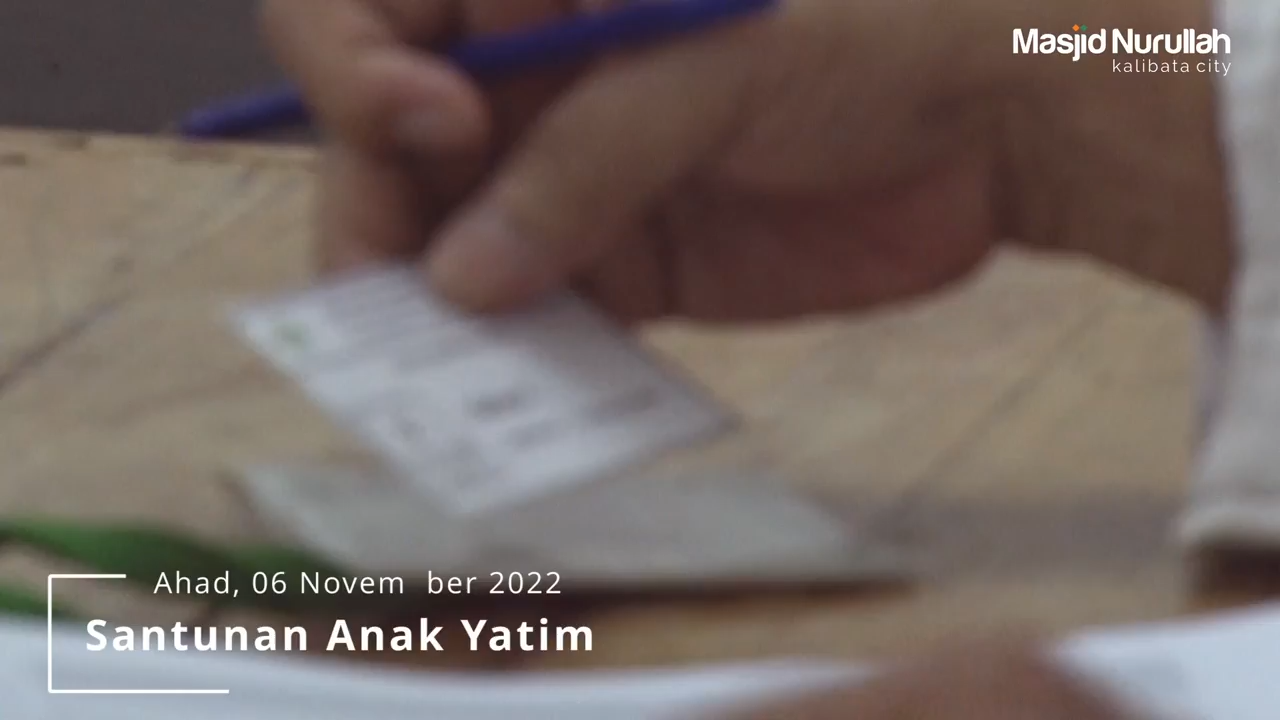 Masjid Nurullah
kalibata city
Ahad, 06 Novem  ber 2022
Santunan Anak Yatim